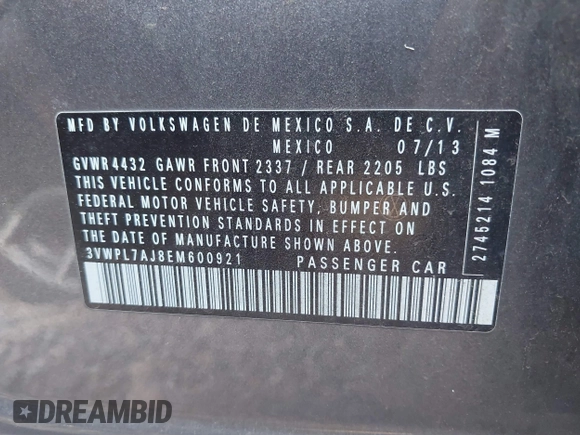 MFD BY VOLKSWAGEN DE MEXICO S.A. DE C.V.
MEXICO 07/13
GVWR 4432 GAWR FRONT 2337 / REAR 2205 LBS
THIS VEHICLE CONFORMS TO ALL APPLICABLE U.S.
FEDERAL MOTOR VEHICLE SAFETY, BUMPER AND
THEFT PREVENTION STANDARDS IN EFFECT ON
THE DATE OF MANUFACTURE SHOWN ABOVE.
3VWPL7AJ8EM600921 PASSENGER CAR
2745214 1084 M
DREAMBID